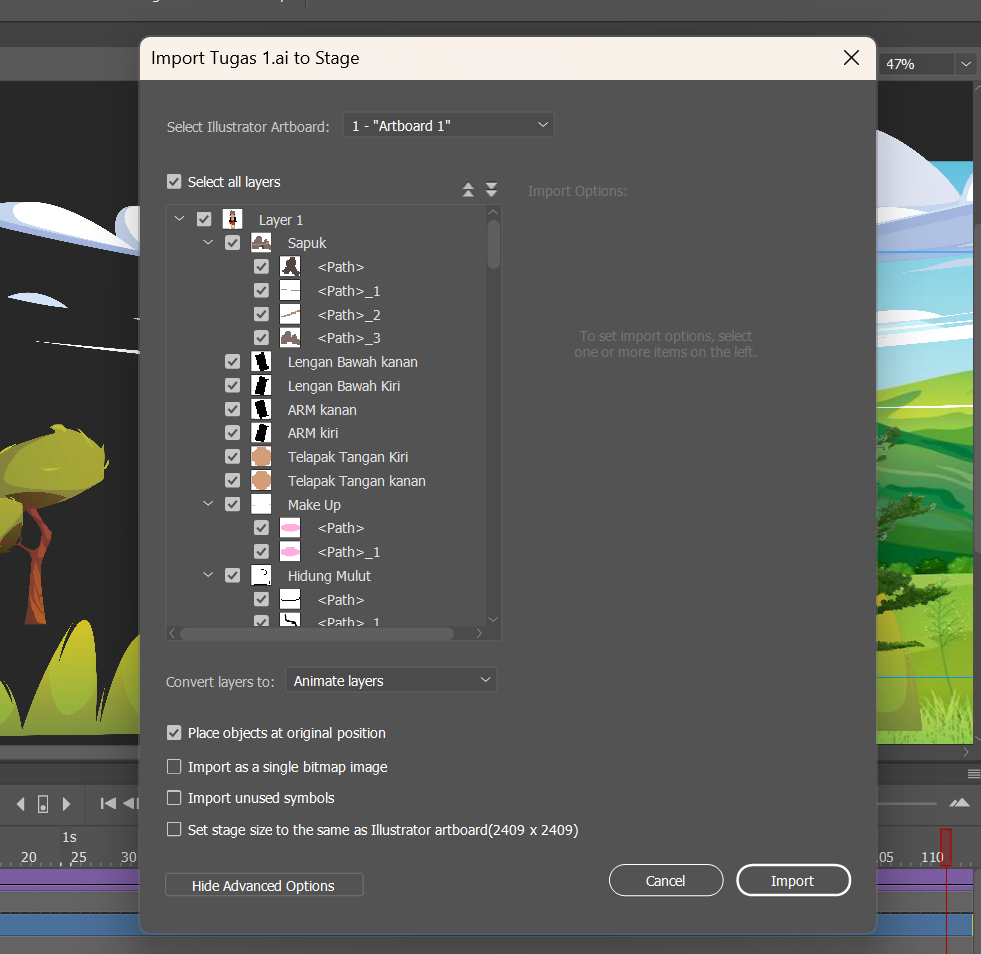 Import Tugas 1.ai to Stage
47%
Select Illustrator Artboard: 1 - "Artboard 1"
Select all layers
Import Options:
Layer 1
Sapuk
<Path>
<Path>_1
<Path>_2
<Path>_3
To set import options, select
one or more items on the left.
Lengan Bawah kanan
Lengan Bawah Kiri
ARM kanan
ARM kiri
Telapak Tangan Kiri
Telapak Tangan kanan
Make Up
<Path>
<Path>_1
Hidung Mulut
<Path>
<Path>_1
Convert layers to: Animate layers
Place objects at original position
Import as a single bitmap image
Import unused symbols
Set stage size to the same as Illustrator artboard(2409 x 2409)
1s
20 25 30 05 110
Hide Advanced Options Cancel Import